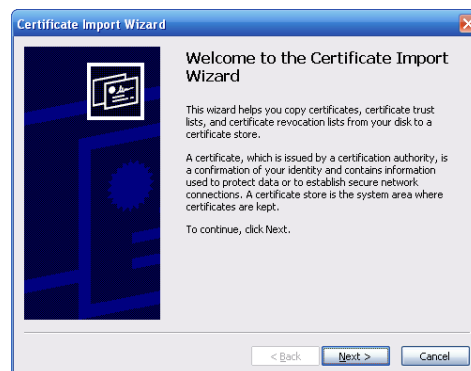 Certificate Import Wizard
Welcome to the Certificate Import
Wizard
This wizard helps you copy certificates, certificate trust
lists, and certificate revocation lists from your disk to a
certificate store.
A certificate, which is issued by a certification authority, is
a confirmation of your identity and contains information
used to protect data or to establish secure network
connections. A certificate store is the system area where
certificates are kept.
To continue, click Next.
< Back
Next >
Cancel